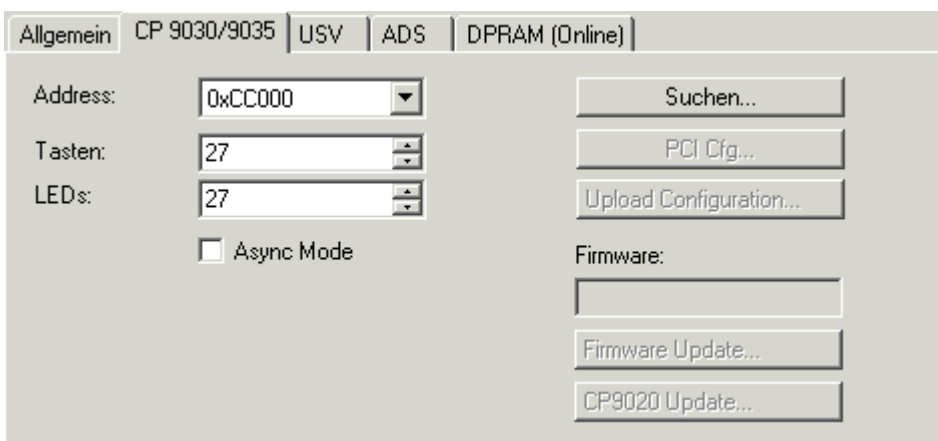 Allgemein CP 9030/9035 USV ADS DPRAM (Online)
Address: 0xCC000 Suchen...
Tasten: 27 PCI Cfg...
LEDs: 27 Upload Configuration...
Async Mode Firmware:
Firmware Update...
CP9020 Update...